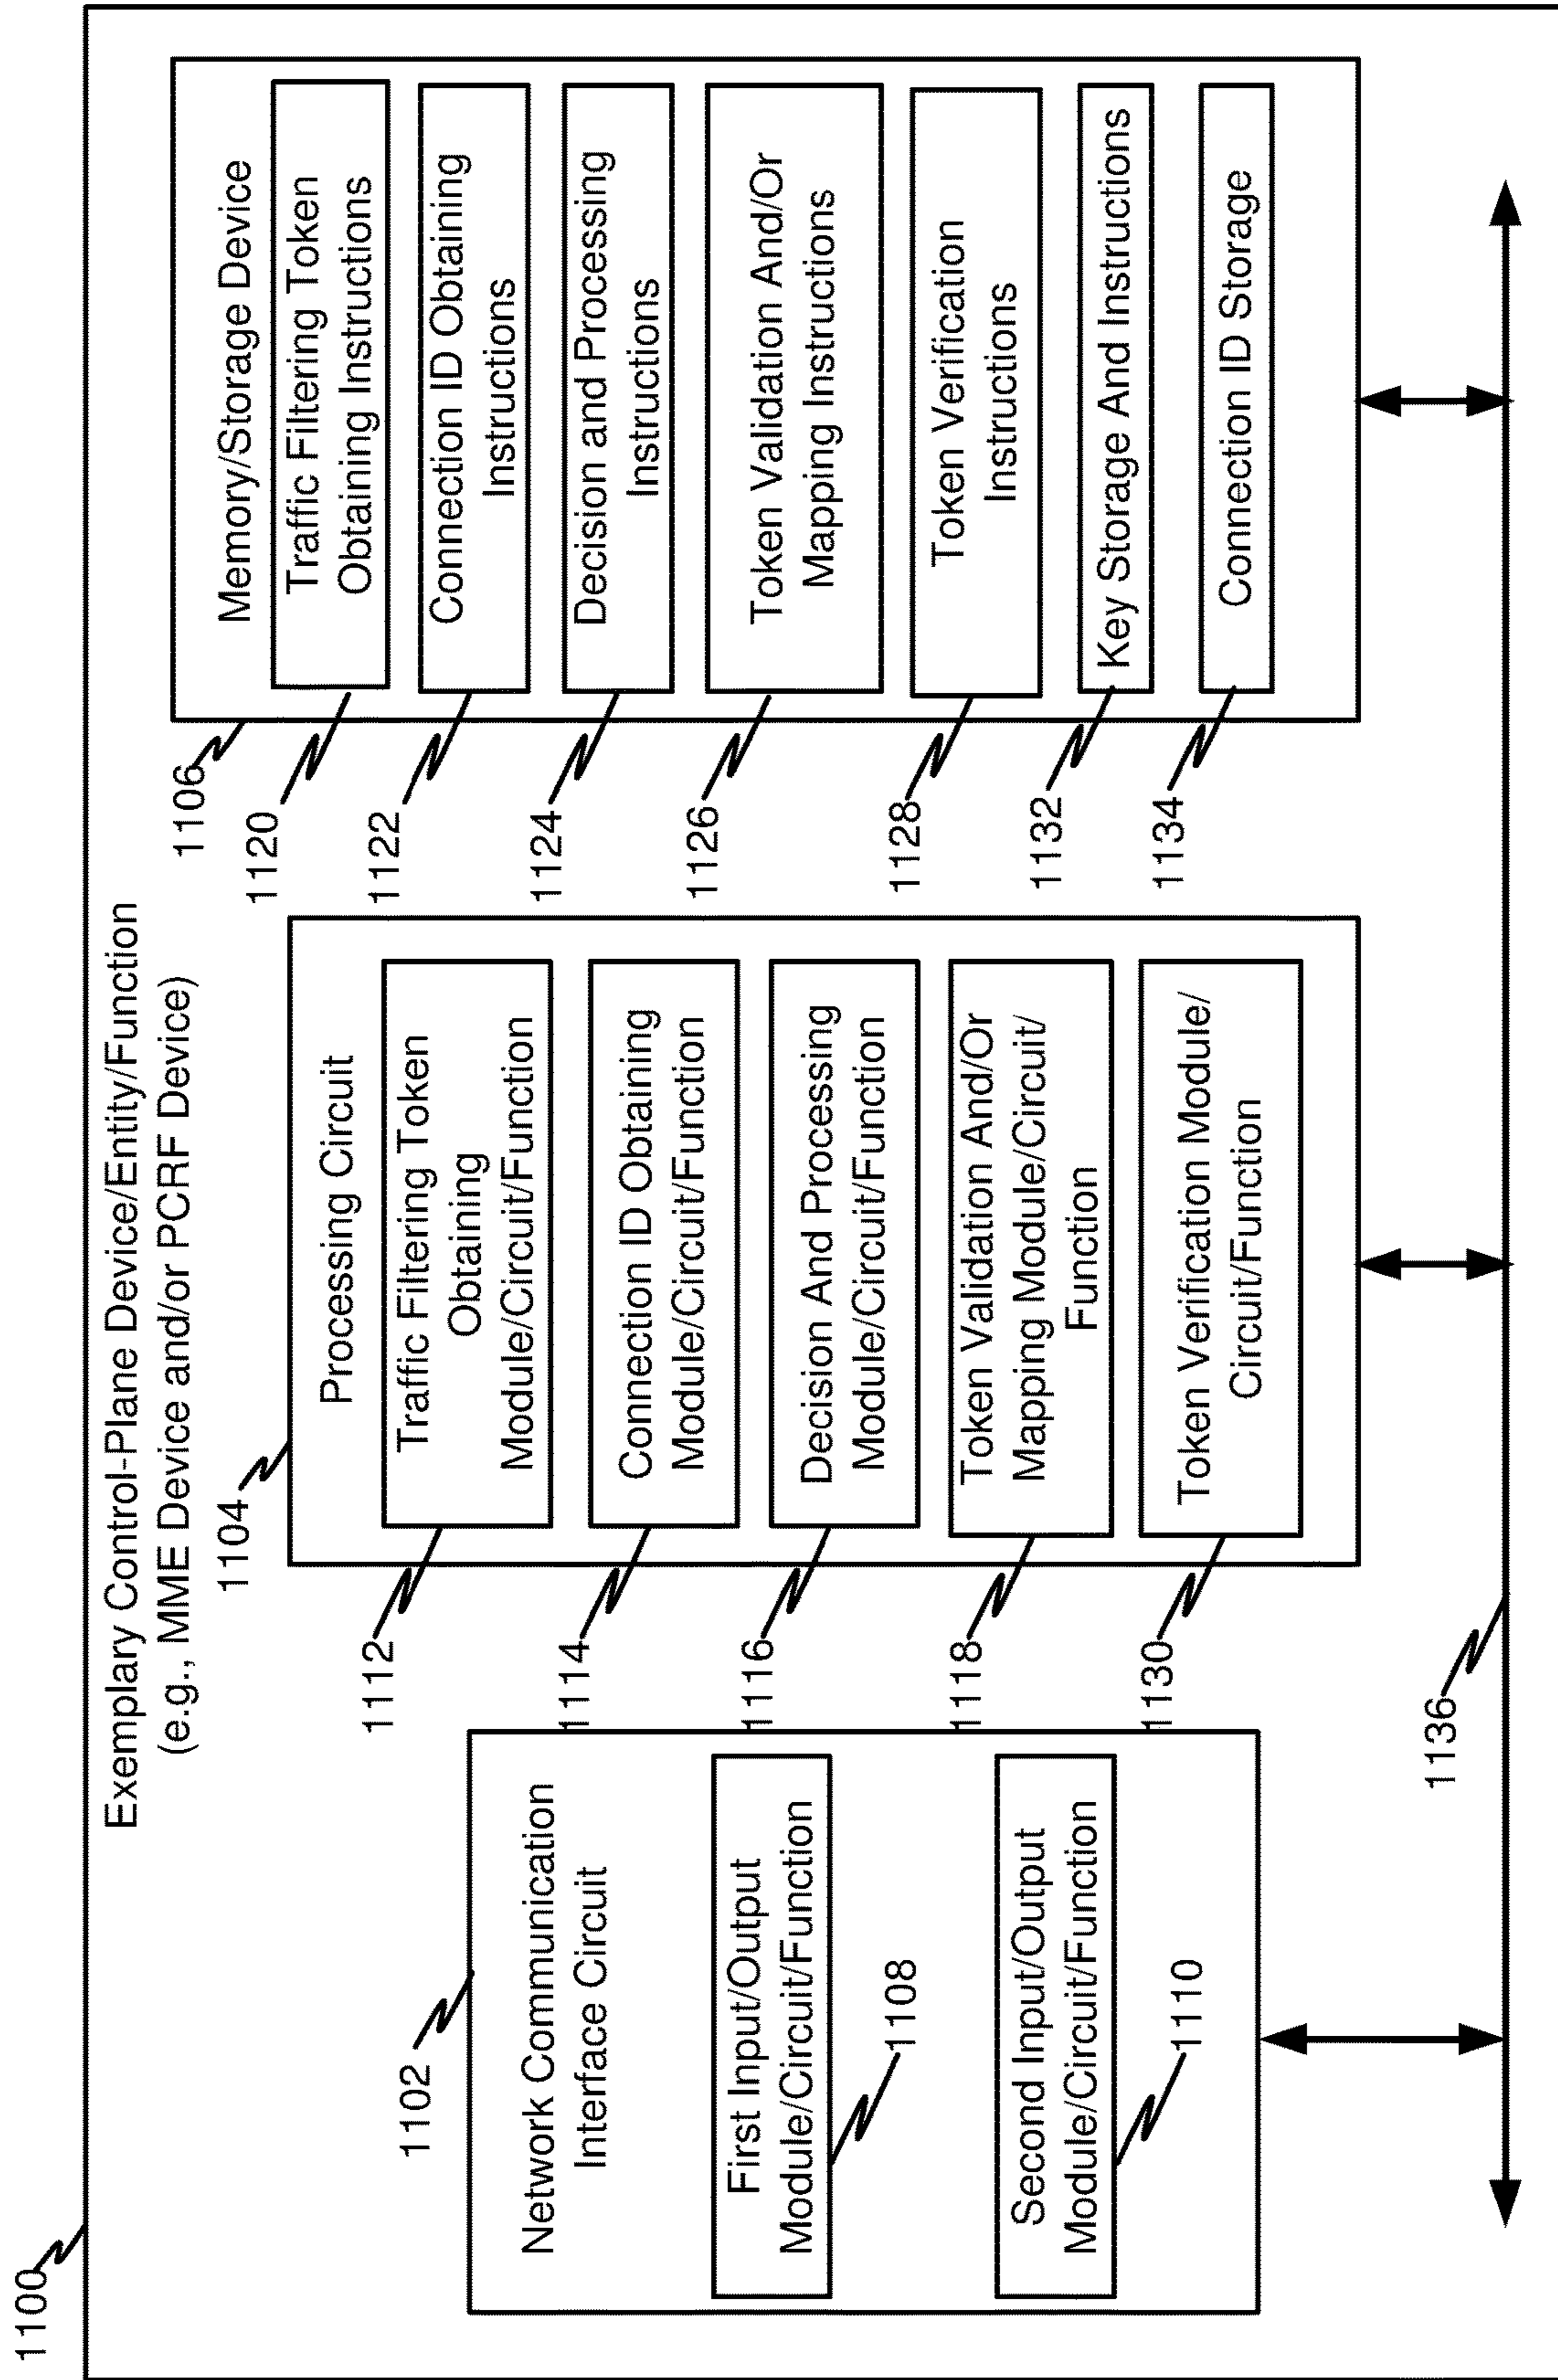 1100
Exemplary Control-Plane Device/Entity/Function
(e.g., MME Device and/or PCRF Device)
1102
Network Communication
Interface Circuit
First Input/Output
Module/Circuit/Function
1108
Second Input/Output
Module/Circuit/Function
1110
1104
Processing Circuit
1112
Traffic Filtering Token
Obtaining
Module/Circuit/Function
1114
Connection ID Obtaining
Module/Circuit/Function
1116
Decision And Processing
Module/Circuit/Function
1118
Token Validation And/Or
Mapping Module/Circuit/
Function
1130
Token Verification Module/
Circuit/Function
1106
Memory/Storage Device
1120
Traffic Filtering Token
Obtaining Instructions
1122
Connection ID Obtaining
Instructions
1124
Decision and Processing
Instructions
1126
Token Validation And/Or
Mapping Instructions
1128
Token Verification
Instructions
1132
Key Storage And Instructions
1134
Connection ID Storage
1136